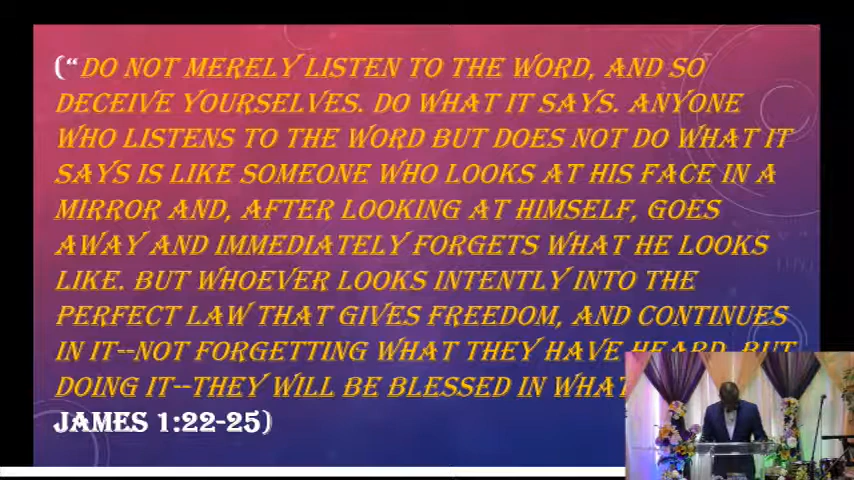 (“ DO NOT MERELY LISTEN TO THE WORD, AND SO
DECEIVE YOURSELVES. DO WHAT IT SAYS. ANYONE
WHO LISTENS TO THE WORD BUT DOES NOT DO WHAT IT
SAYS IS LIKE SOMEONE WHO LOOKS AT HIS FACE IN A
MIRROR AND, AFTER LOOKING AT HIMSELF, GOES
AWAY AND IMMEDIATELY FORGETS WHAT HE LOOKS
LIKE. BUT WHOEVER LOOKS INTENTLY INTO THE
PERFECT LAW THAT GIVES FREEDOM, AND CONTINUES
IN IT--NOT FORGETTING WHAT THEY HAVE HEARD, BUT
DOING IT--THEY WILL BE BLESSED IN WHAT
JAMES 1:22-25)